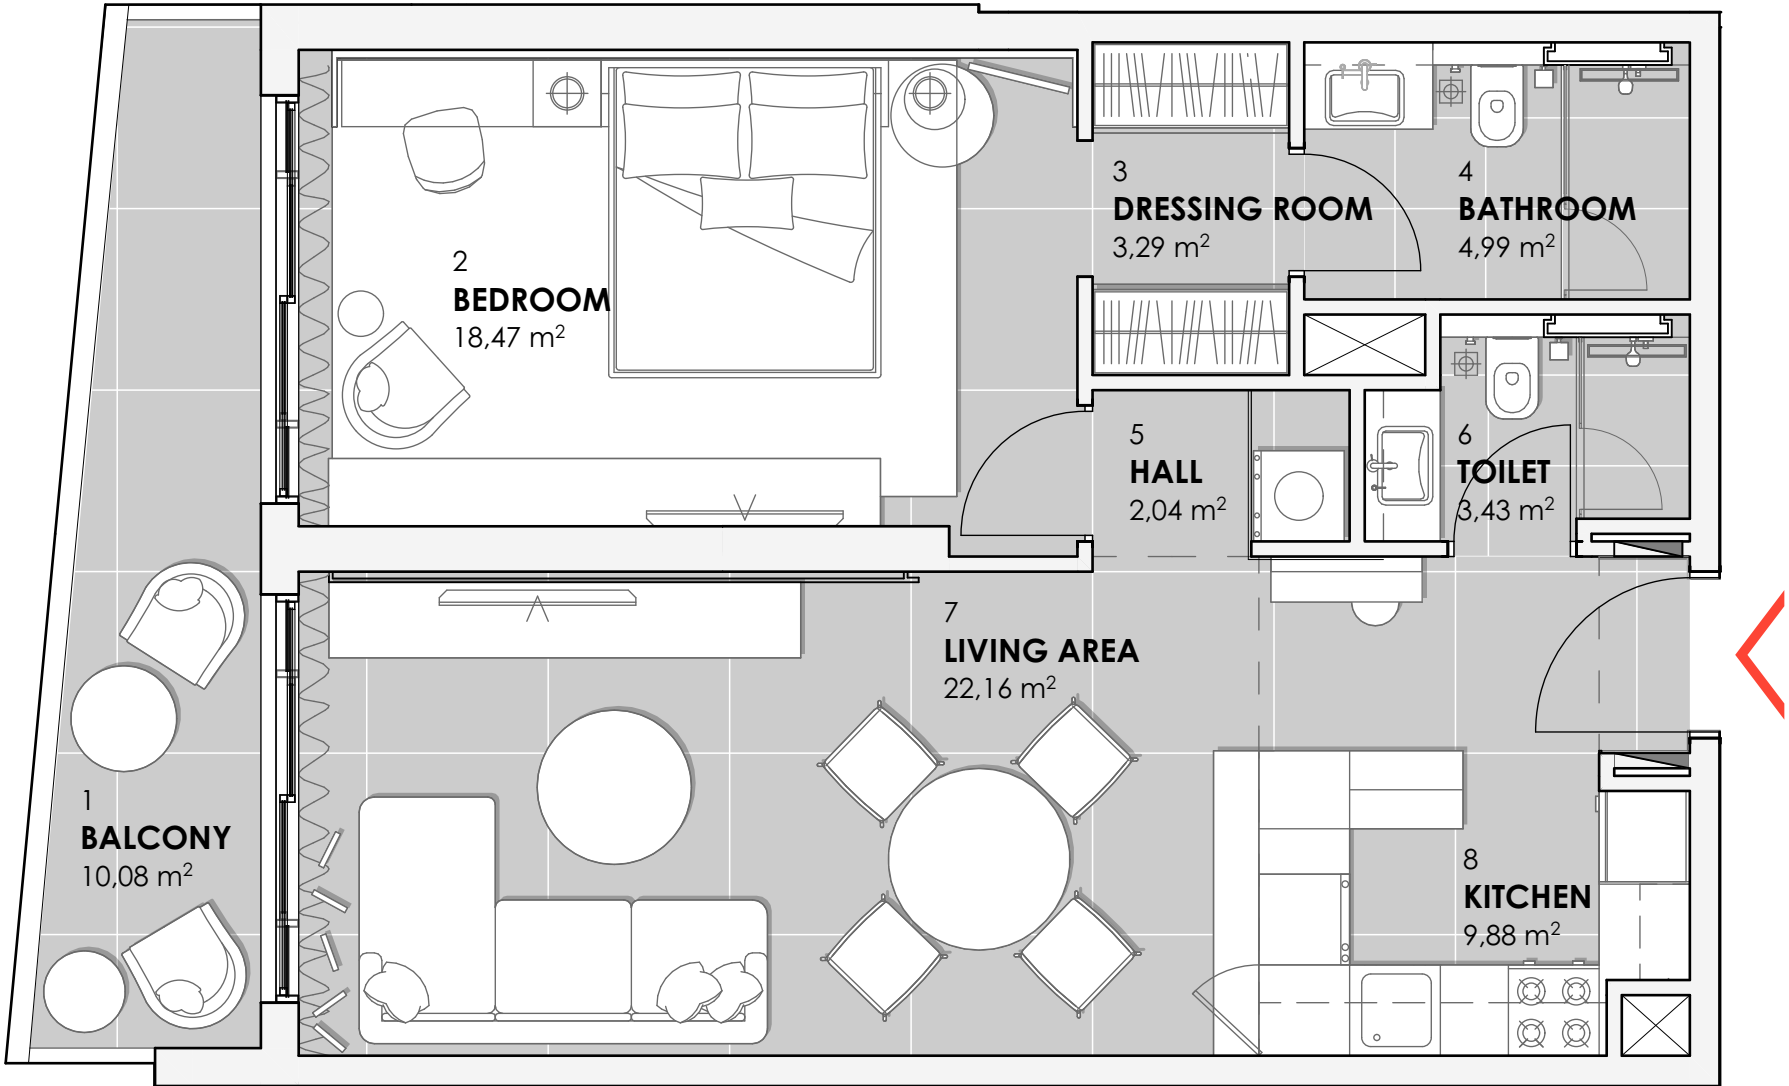 3
DRESSING ROOM
3,29 m²
4
BATHROOM
4,99 m²
2
BEDROOM
18,47 m²
5
HALL
2,04 m²
6
TOILET
3,43 m²
7
LIVING AREA
22,16 m²
1
BALCONY
10,08 m²
8
KITCHEN
9,88 m²